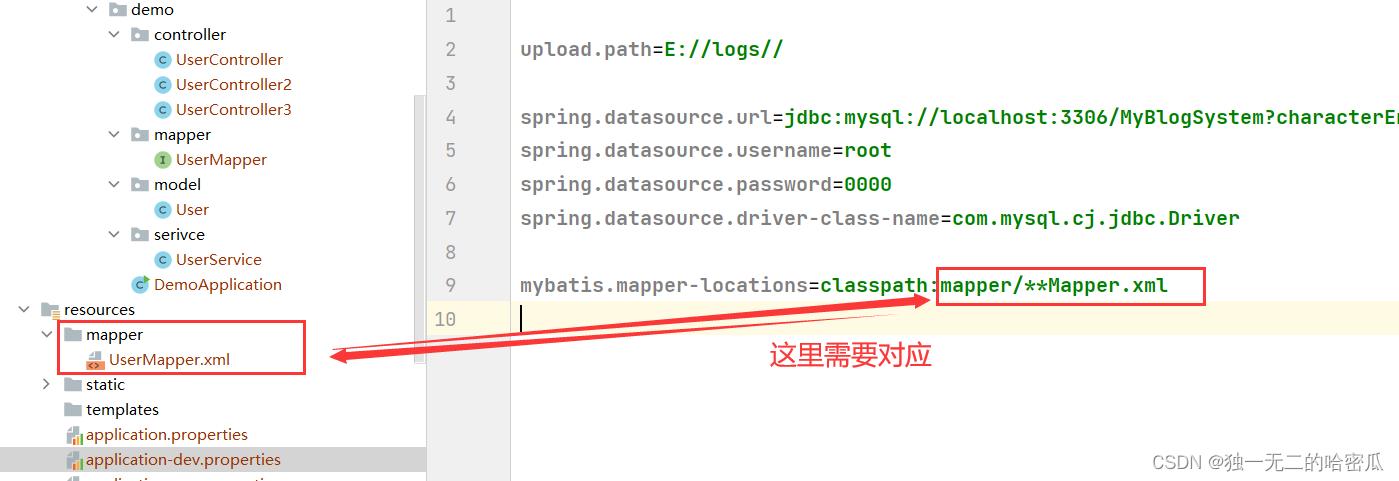 demo
controller
UserController
UserController2
UserController3
mapper
UserMapper
model
User
serivce
UserService
DemoApplication
resources
mapper
UserMapper.xml
static
templates
application.properties
application-dev.properties
1
2 upload.path=E://logs//
3
4 spring.datasource.url=jdbc:mysql://localhost:3306/MyBlogSystem?characterEn
5 spring.datasource.username=root
6 spring.datasource.password=0000
7 spring.datasource.driver-class-name=com.mysql.cj.jdbc.Driver
8
9 mybatis.mapper-locations=classpath:mapper/**Mapper.xml
10
这里需要对应
CSDN @独一无二的哈密瓜